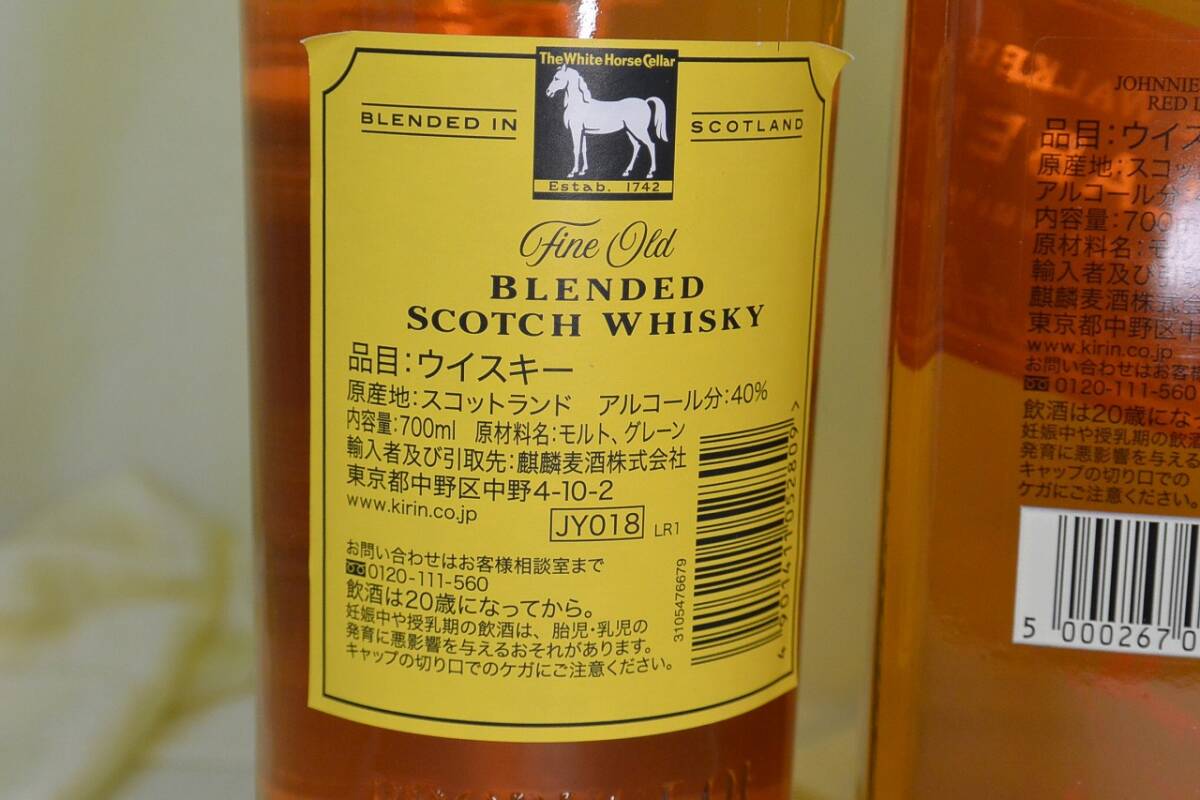 The White Horse Cellar
BLENDED IN
SCOTLAND
Estab. 1742
Fine Old
BLENDED
SCOTCH WHISKY
品目:ウイスキー
原産地:スコットランド アルコール分:40%
内容量:700ml 原材料名:モルト、グレーン
輸入者及び引取先:麒麟麦酒株式会社
東京都中野区中野4-10-2
www.kirin.co.jp
JY018 LR1
お問い合わせはお客様相談室まで
0120-111-560
飲酒は20歳になってから。
妊娠中や授乳期の飲酒は、胎児・乳児の
発育に悪影響を与えるおそれがあります。
キャップの切り口でのケガにご注意ください。
3105476679
4 901411 052809 >
JOHNNIE
RED
品目:ウイスキ
原産地:スコッ
アルコール分:
内容量:700m
原材料名:モル
輸入者及び引
麒麟麦酒株式会
東京都中野区中
www.kirin.co.jp
お問い合わせはお客様
0120-111-560
飲酒は20歳になっ
妊娠中や授乳期の飲酒
発育に悪影響を与える
キャップの切り口での
ケガにご注意ください。
5 000267 0